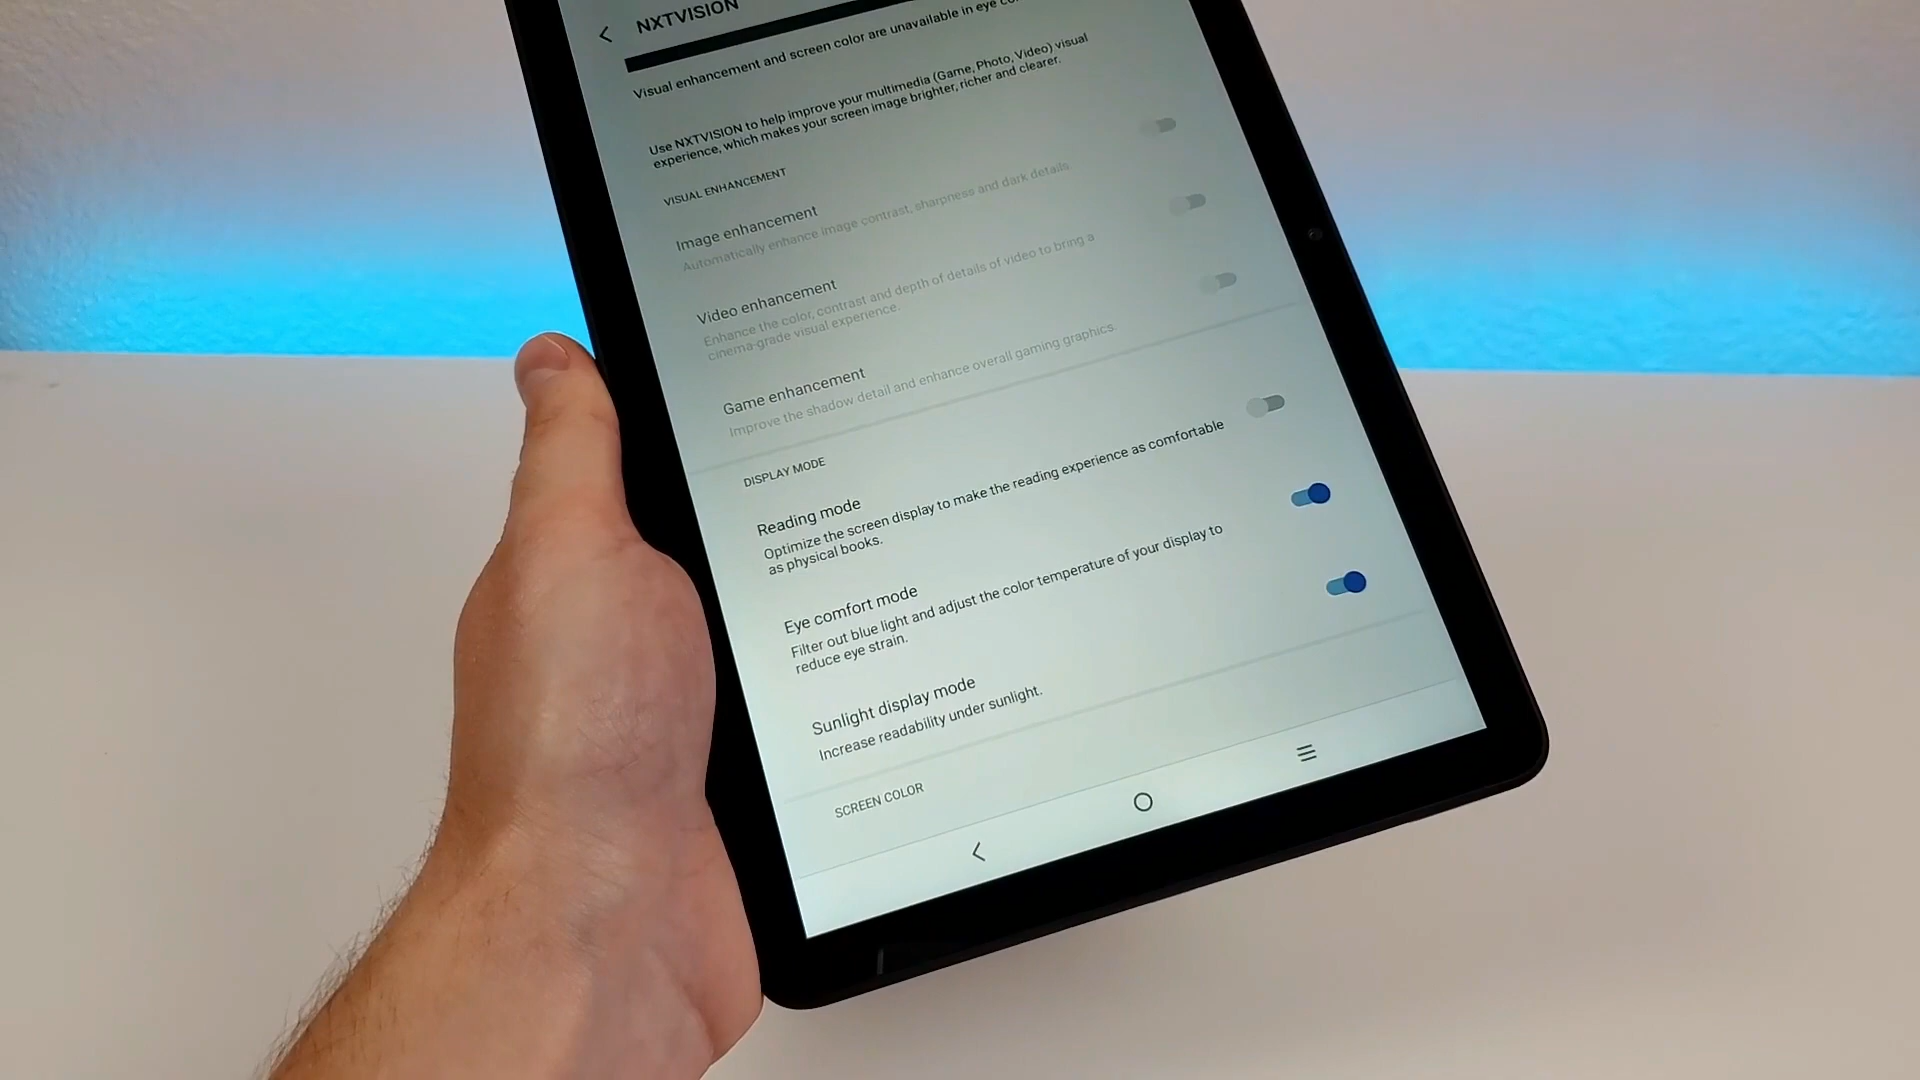 NXTVISION
Visual enhancement and screen color are unavailable in eye
Use NXTVISION to help improve your multimedia (Game, Photo, Video) visual
experience, which makes your screen image brighter, richer and clearer.
VISUAL ENHANCEMENT
Image enhancement
Automatically enhance image contrast, sharpness and dark details.
Video enhancement
Enhance the color, contrast and depth of details of video to bring a
cinema-grade visual experience.
Game enhancement
Improve the shadow detail and enhance overall gaming graphics.
DISPLAY MODE
Reading mode
Optimize the screen display to make the reading experience as comfortable
as physical books.
Eye comfort mode
Filter out blue light and adjust the color temperature of your display to
reduce eye strain.
Sunlight display mode
Increase readability under sunlight.
SCREEN COLOR